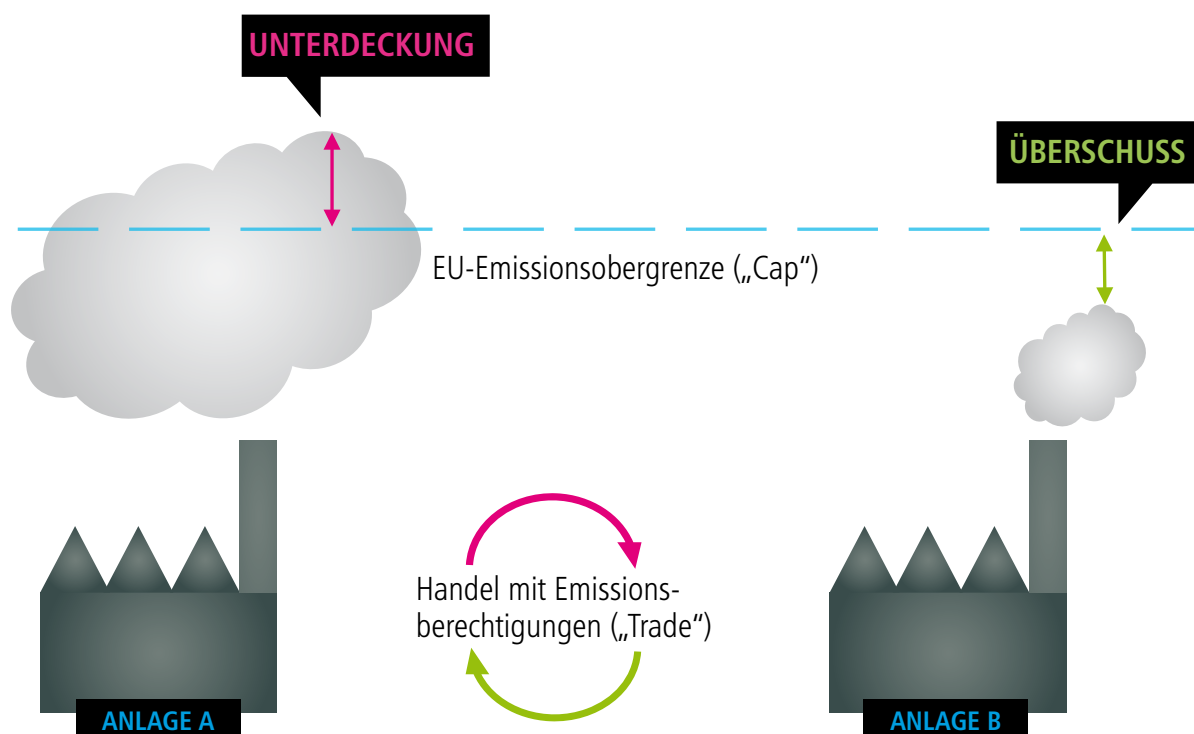 UNTERDECKUNG
ÜBERSCHUSS
EU-Emissionsobergrenze („Cap“)
Handel mit Emissions-
berechtigungen („Trade“)
ANLAGE A
ANLAGE B